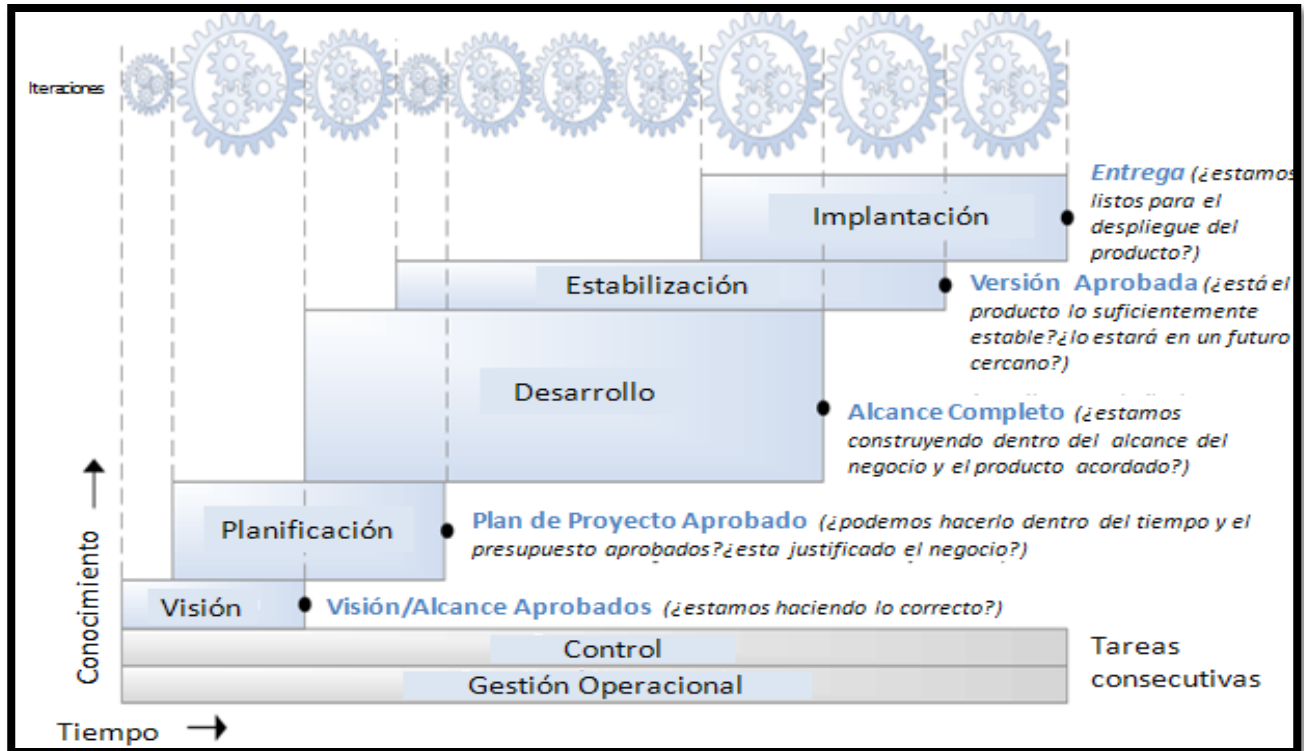 Iteraciones
Entrega (¿estamos
listos para el
despliegue del
producto?)
Implantación
Estabilización
Versión Aprobada (¿está el
producto lo suficientemente
estable?¿lo estará en un futuro
cercano?)
Desarrollo
Alcance Completo (¿estamos
construyendo dentro del alcance del
negocio y el producto acordado?)
Planificación
Plan de Proyecto Aprobado (¿podemos hacerlo dentro del tiempo y el
presupuesto aprobados?¿esta justificado el negocio?)
Visión
Visión/Alcance Aprobados (¿estamos haciendo lo correcto?)
Conocimiento
Control
Gestión Operacional
Tareas
consecutivas
Tiempo